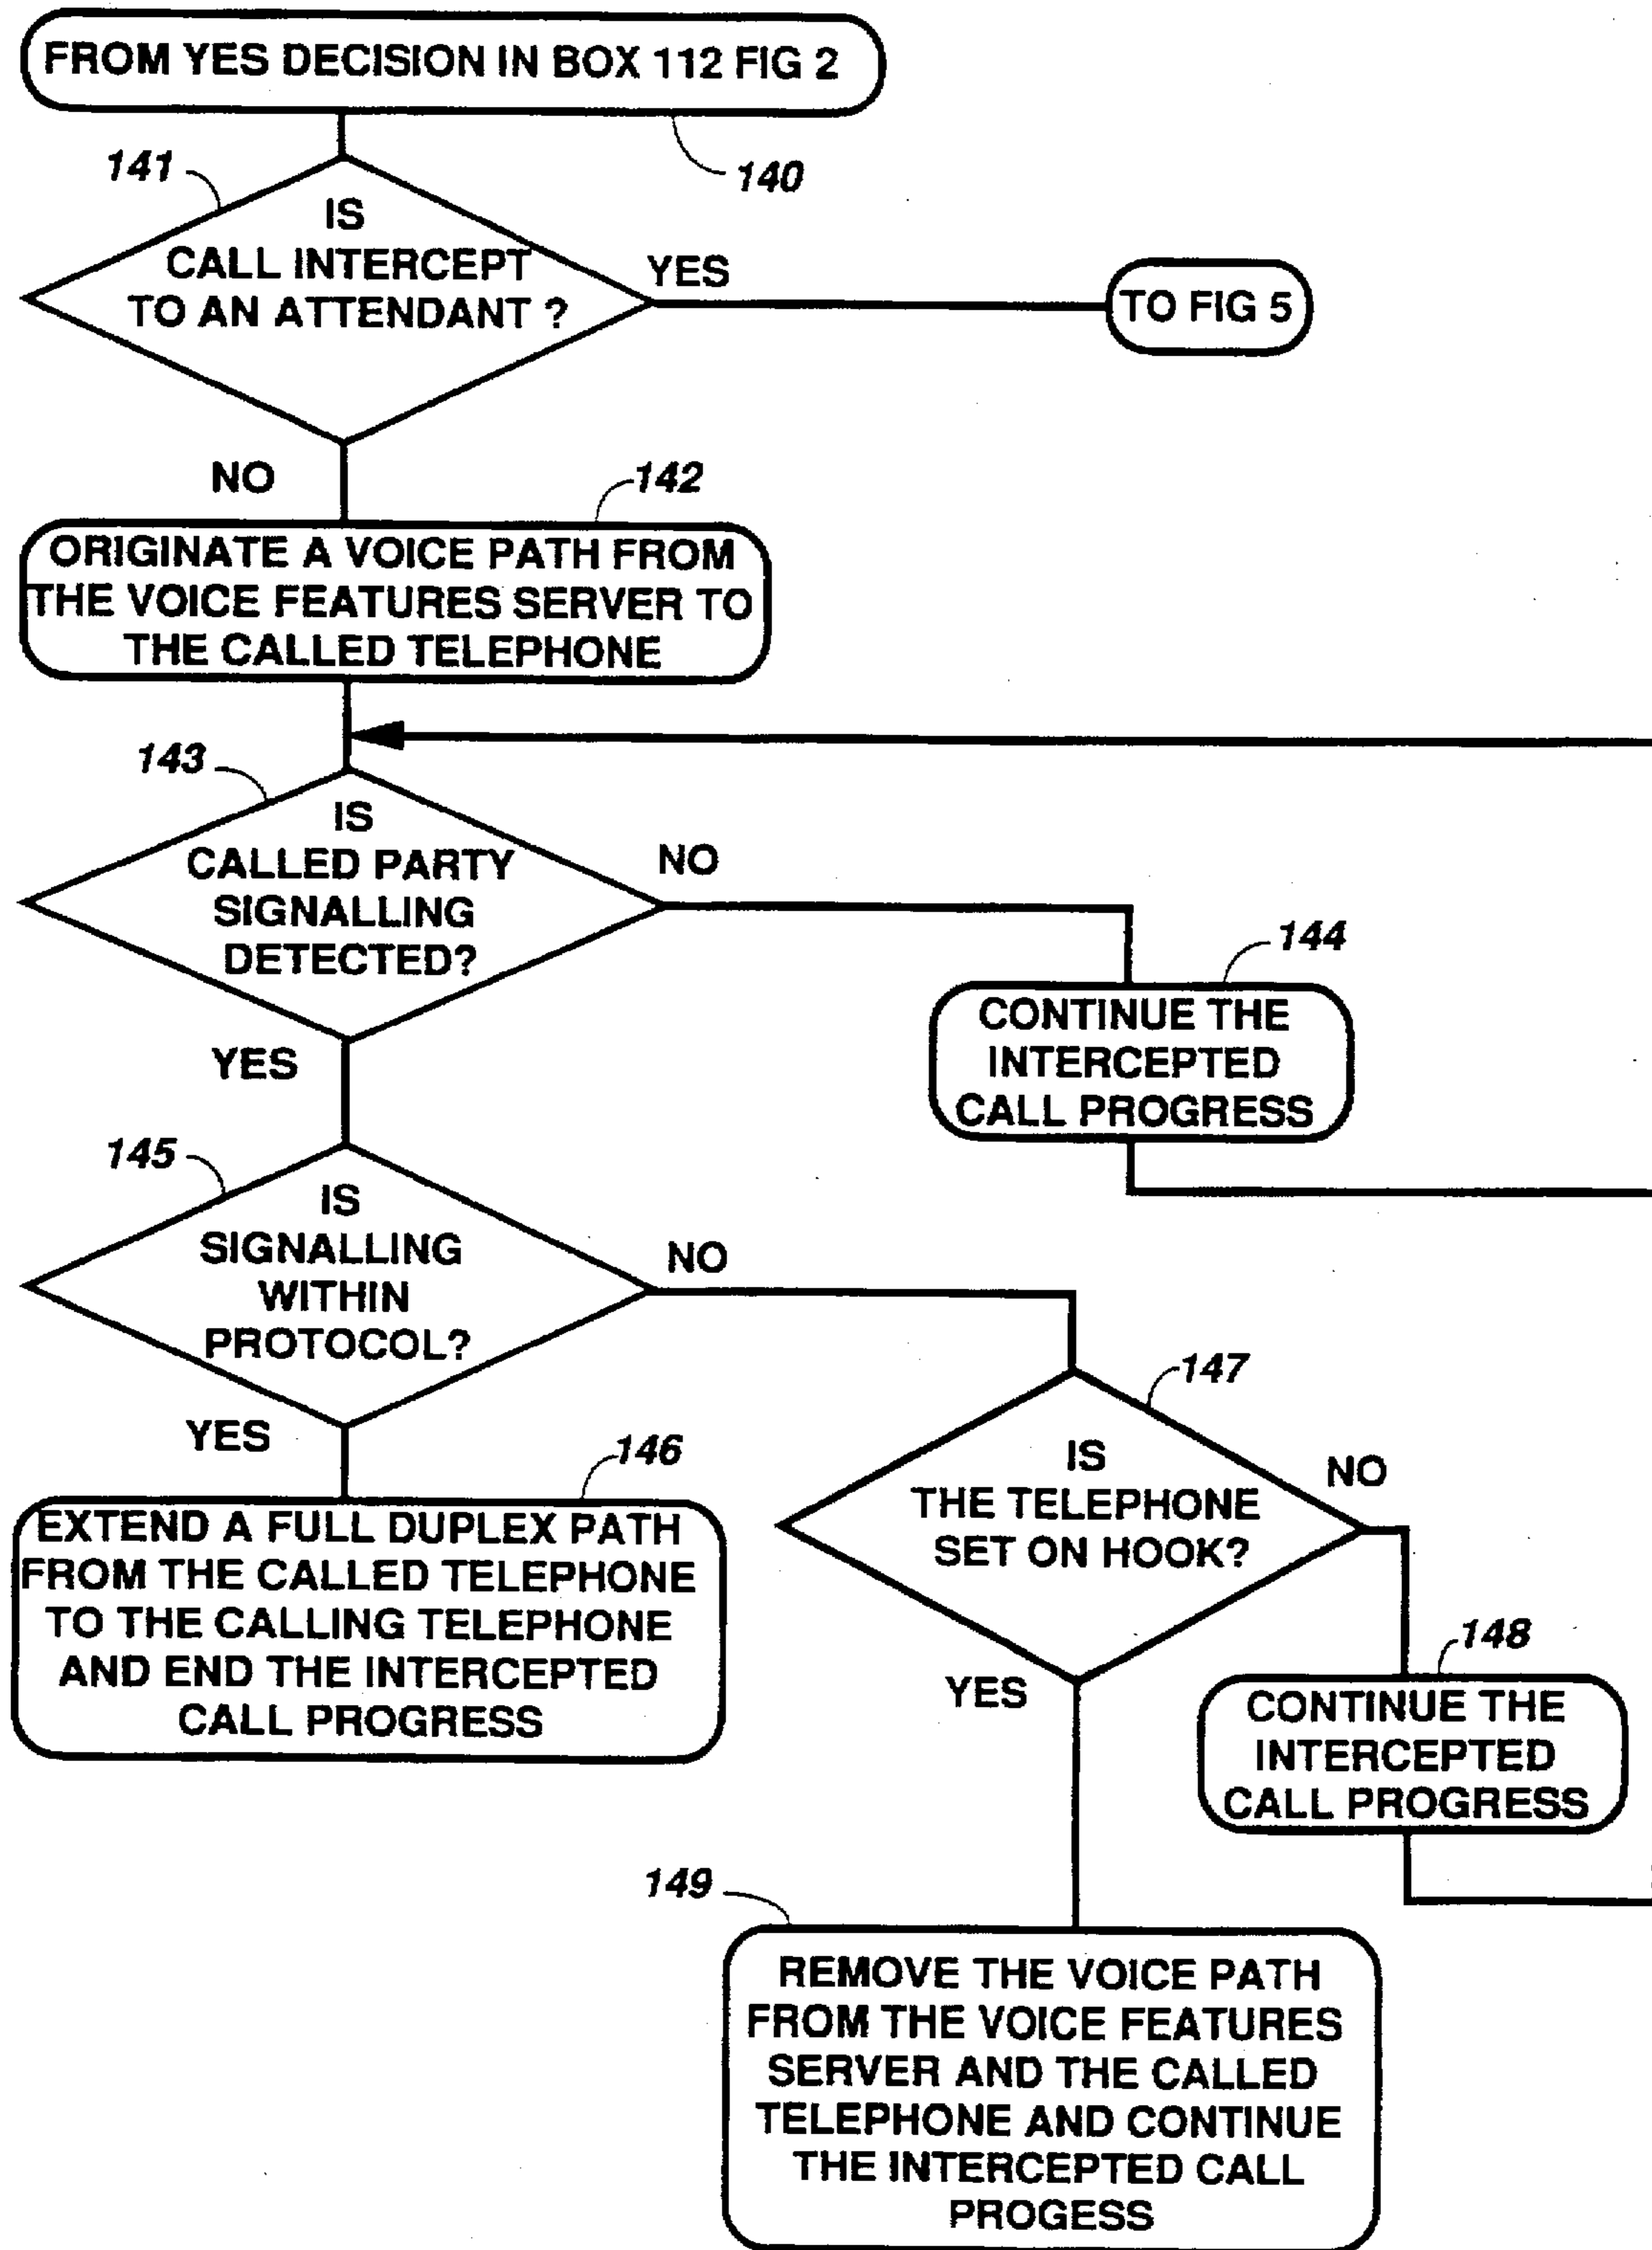 FROM YES DECISION IN BOX 112 FIG 2
140
141
IS
CALL INTERCEPT
TO AN ATTENDANT ?
YES
TO FIG 5
NO
142
ORIGINATE A VOICE PATH FROM
THE VOICE FEATURES SERVER TO
THE CALLED TELEPHONE
143
IS
CALLED PARTY
SIGNALLING
DETECTED?
NO
144
CONTINUE THE
INTERCEPTED
CALL PROGRESS
YES
145
IS
SIGNALLING
WITHIN
PROTOCOL?
NO
YES
146
EXTEND A FULL DUPLEX PATH
FROM THE CALLED TELEPHONE
TO THE CALLING TELEPHONE
AND END THE INTERCEPTED
CALL PROGRESS
147
IS
THE TELEPHONE
SET ON HOOK?
NO
148
CONTINUE THE
INTERCEPTED
CALL PROGRESS
YES
149
REMOVE THE VOICE PATH
FROM THE VOICE FEATURES
SERVER AND THE CALLED
TELEPHONE AND CONTINUE
THE INTERCEPTED CALL
PROGESS